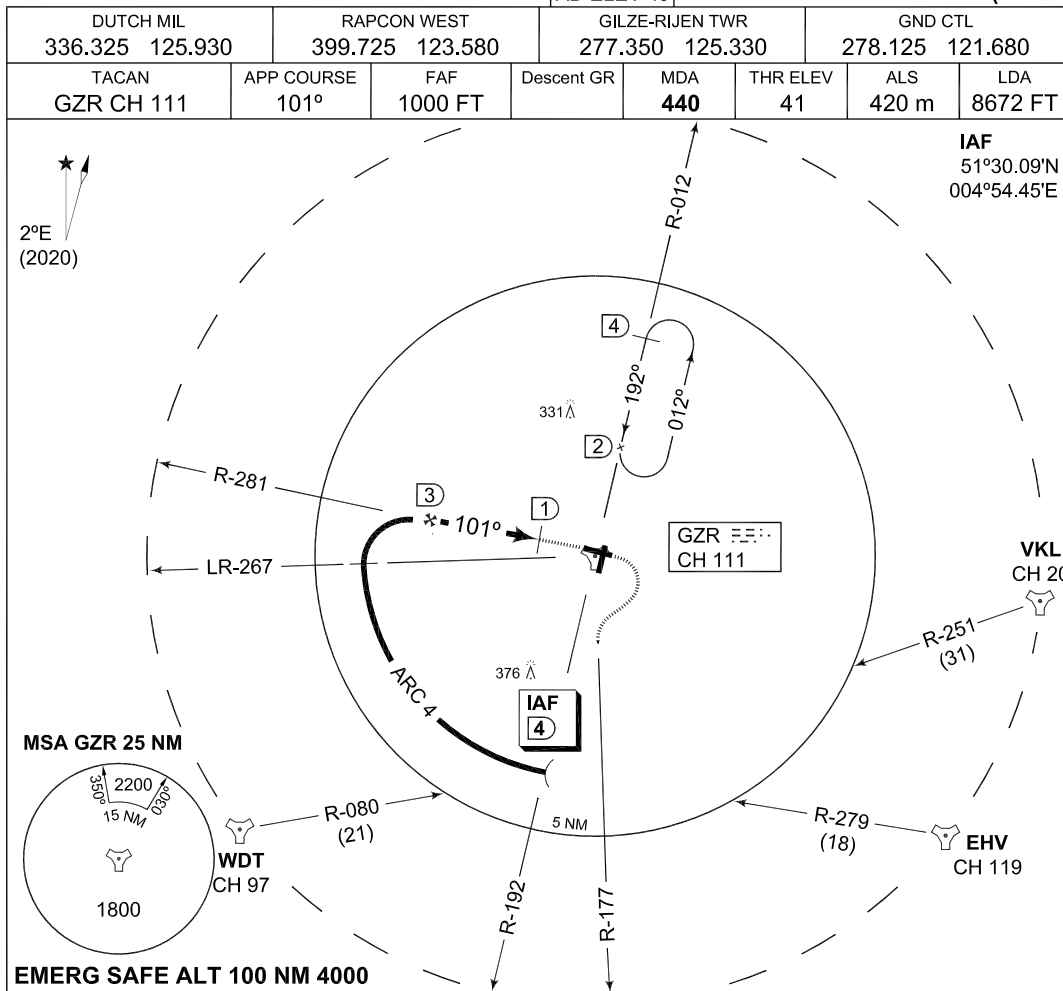 DUTCH MIL
336.325 125.930
RAPCON WEST
399.725 123.580
GILZE-RIJEN TWR
277.350 125.330
GND CTL
278.125 121.680
TACAN
GZR CH 111
APP COURSE
101º
FAF
1000 FT
Descent GR
MDA
440
THR ELEV
41
ALS
420 m
LDA
8672 FT
IAF
51º30.09'N
004º54.45'E
2ºE
(2020)
R-012
4
192º
012º
331
2
R-281
3
101º
1
GZR
CH 111
LR-267
VKL
CH 20
R-251
(31)
ARC 4
376
IAF
4
MSA GZR 25 NM
350º
2200
030º
15 NM
1800
R-080
(21)
WDT
CH 97
5 NM
R-279
(18)
EHV
CH 119
R-192
R-177
EMERG SAFE ALT 100 NM 4000